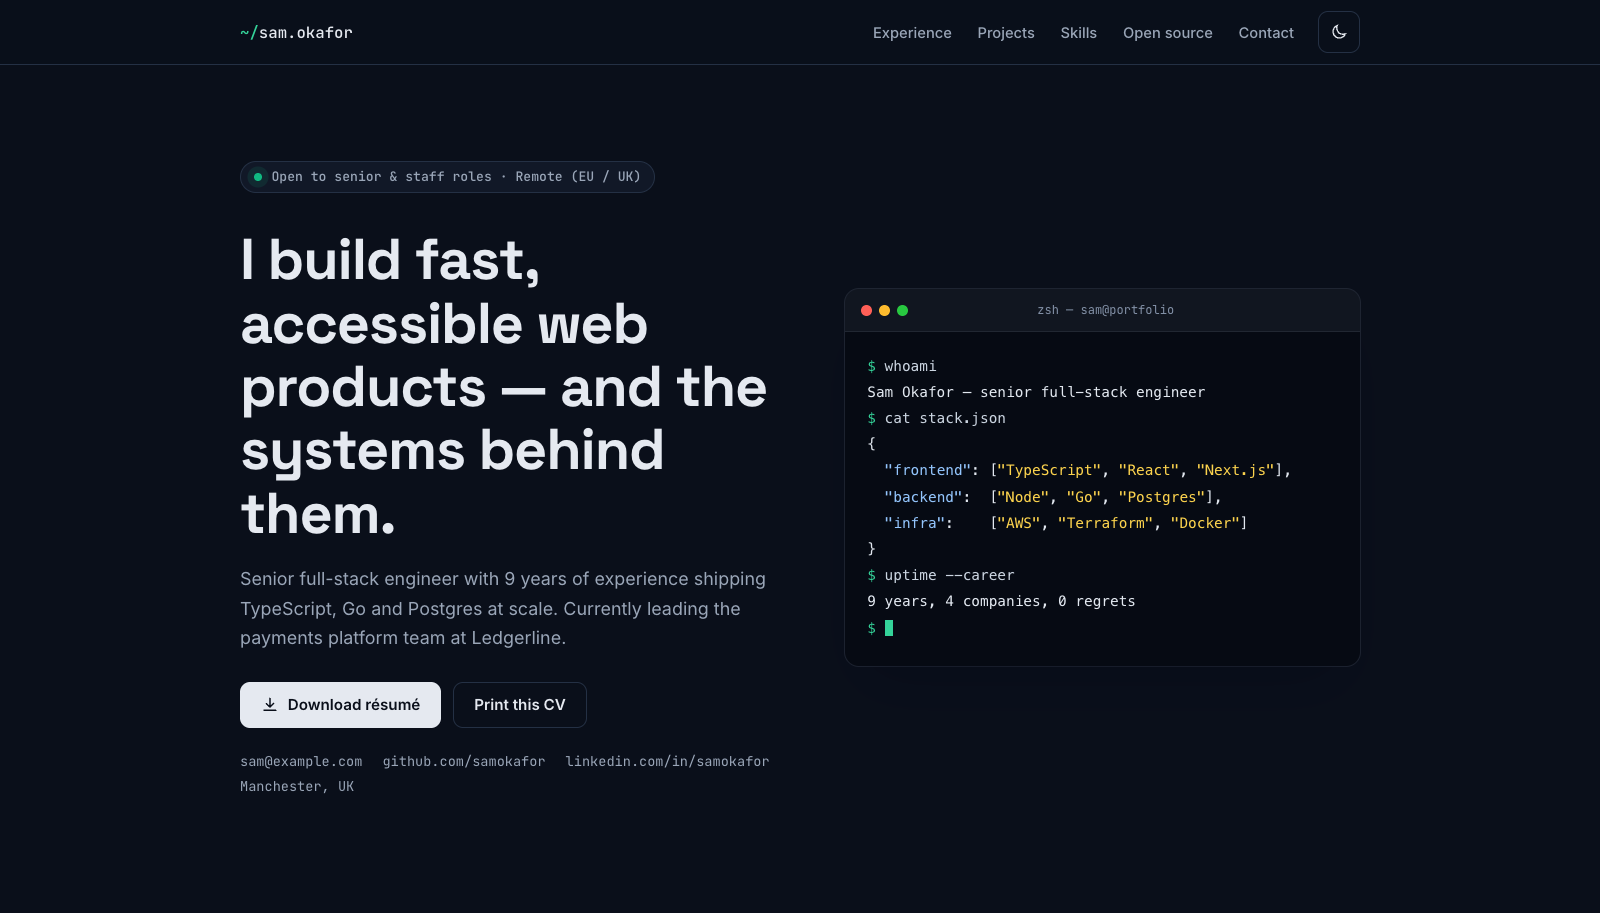 ~/sam.okafor
Experience Projects Skills Open source Contact
Open to senior & staff roles · Remote (EU / UK)
I build fast,
accessible web
products — and the
systems behind
them.
Senior full-stack engineer with 9 years of experience shipping
TypeScript, Go and Postgres at scale. Currently leading the
payments platform team at Ledgerline.
Download résumé
Print this CV
sam@example.com github.com/samokafor linkedin.com/in/samokafor
Manchester, UK
zsh — sam@portfolio
$ whoami
Sam Okafor — senior full-stack engineer
$ cat stack.json
{
  "frontend": ["TypeScript", "React", "Next.js"],
  "backend":  ["Node", "Go", "Postgres"],
  "infra":    ["AWS", "Terraform", "Docker"]
}
$ uptime --career
9 years, 4 companies, 0 regrets
$